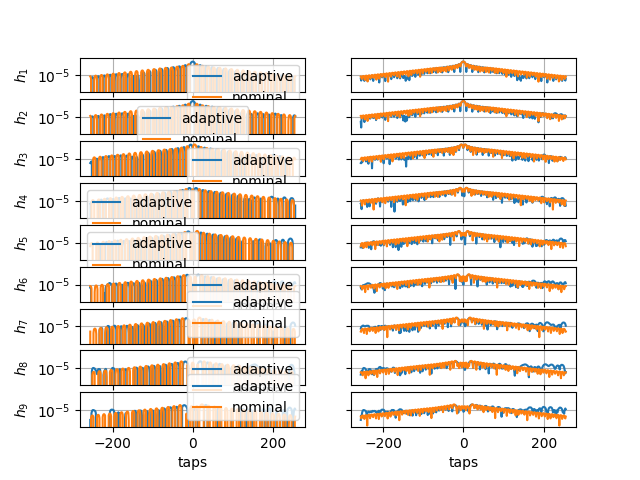 h₁ 10⁻⁵ adaptive
nominal
h₂ 10⁻⁵ adaptive
nominal
h₃ 10⁻⁵ adaptive
nominal
h₄ 10⁻⁵ adaptive
nominal
h₅ 10⁻⁵ adaptive
nominal
h₆ 10⁻⁵ adaptive
adaptive
h₇ 10⁻⁵ nominal
h₈ 10⁻⁵ adaptive
adaptive
h₉ 10⁻⁵ nominal
−200 0 200 −200 0 200
taps taps